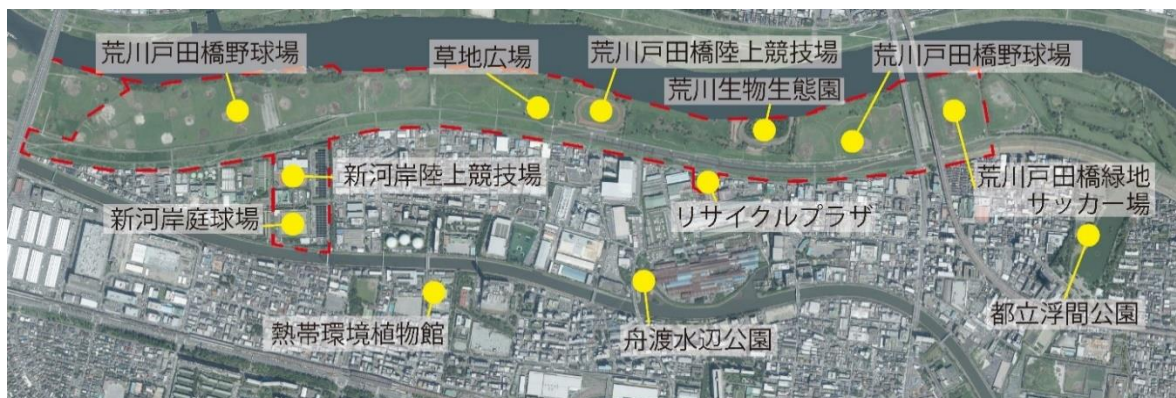 荒川戸田橋野球場
草地広場
荒川戸田橋陸上競技場
荒川戸田橋野球場
荒川生物生態園
新河岸陸上競技場
新河岸庭球場
リサイクルプラザ
荒川戸田橋緑地
サッカー場
熱帯環境植物館
舟渡水辺公園
都立浮間公園